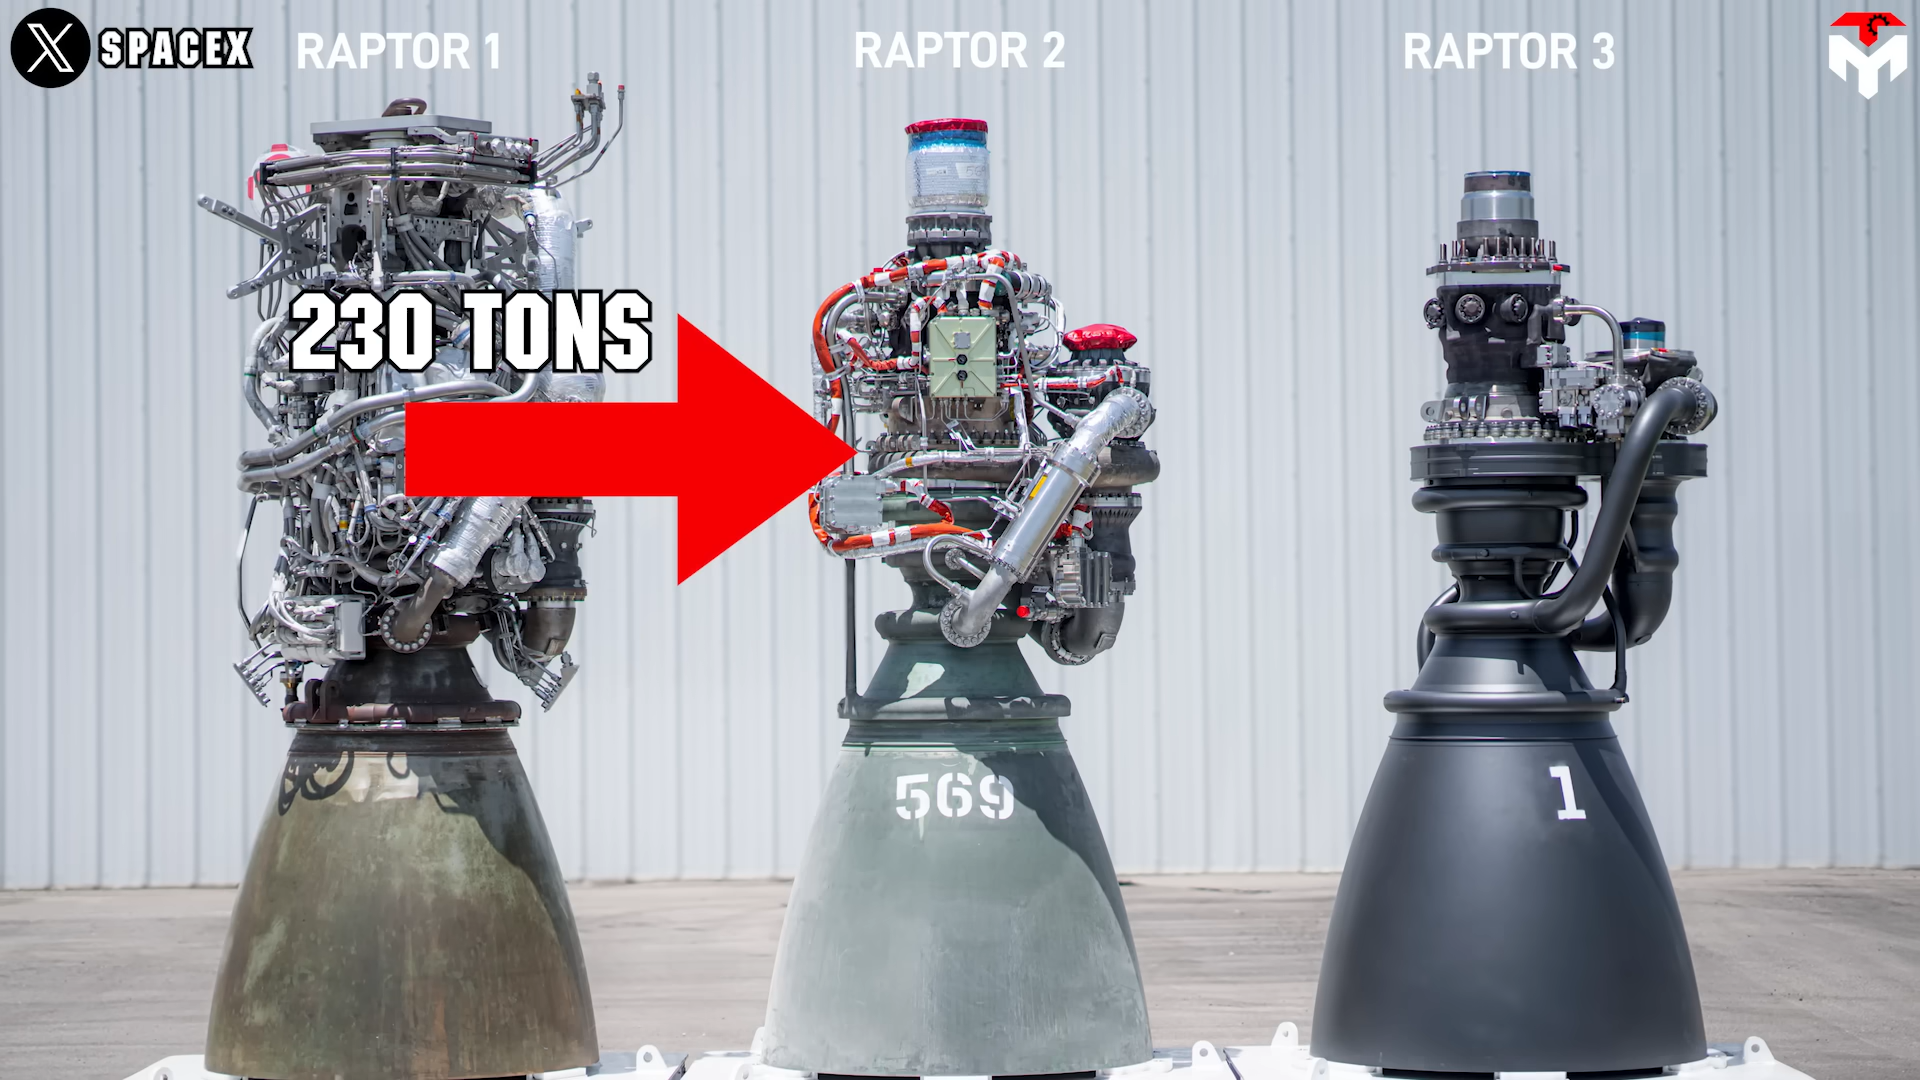 SPACEX
RAPTOR 1
RAPTOR 2
RAPTOR 3
230 TONS
569
1